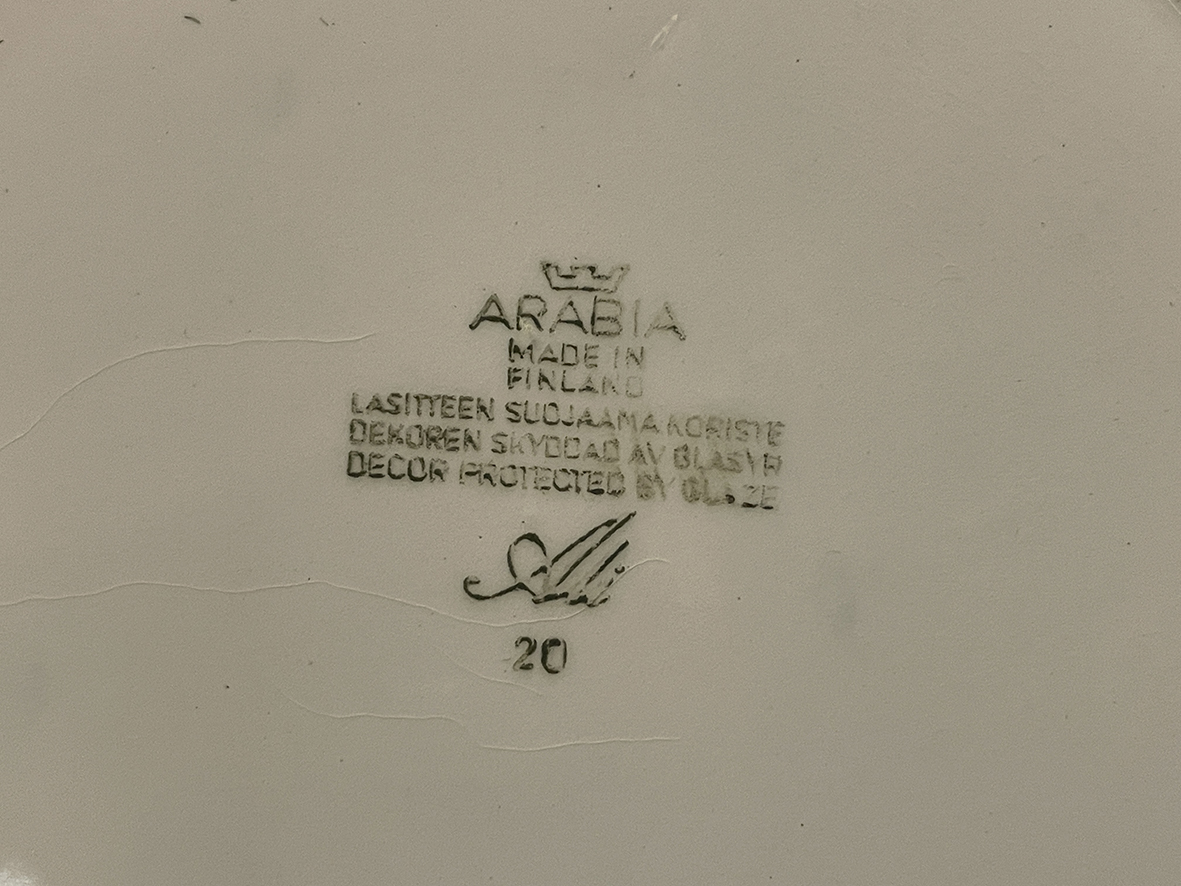 ARABIA
MADE IN
FINLAND
LASITTEEN SUOJAAMA KORISTE
DEKOREN SKYDDAD AV GLASYR
DECOR PROTECTED BY GLAZE
20